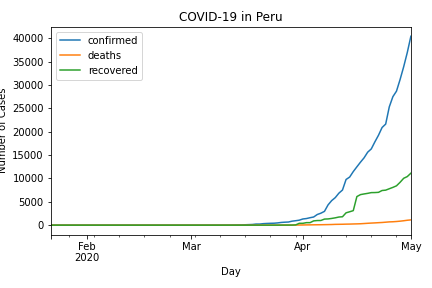 COVID-19 in Peru
confirmed
deaths
recovered
40000
35000
30000
25000
20000
15000
10000
5000
0
Number of Cases
Feb
2020
Mar
Apr
May
Day